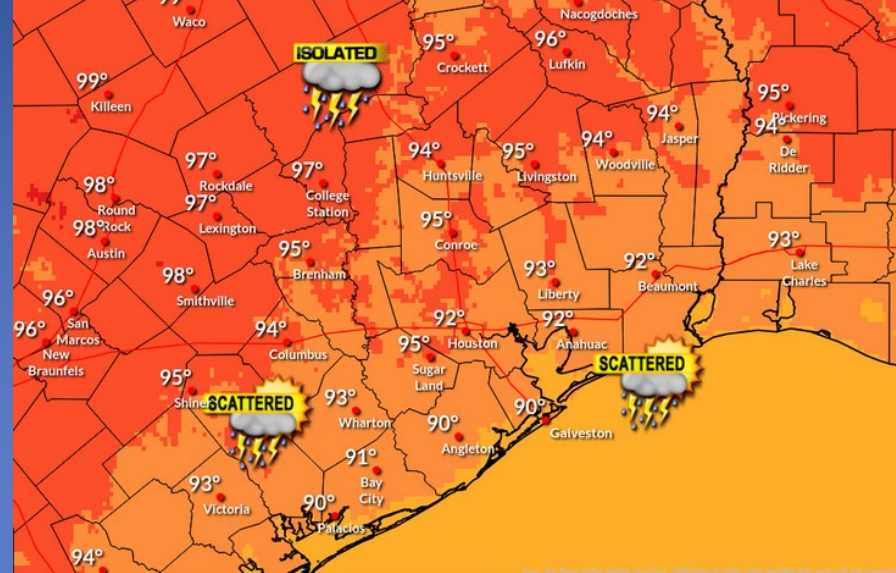 Waco
Nacogdoches
ISOLATED
95°
Crockett
96°
Lufkin
99°
Killeen
95°
Pickering
94°
Jasper
94°
De
Ridder
97°
Rockdale
97°
College
Station
94°
Huntsville
95°
Livingston
94°
Woodville
98°
Round
Rock
97°
Lexington
98°
Austin
95°
Conroe
95°
Brenham
93°
Lake
Charles
98°
Smithville
93°
Liberty
92°
Beaumont
96°
San
Marcos
96°
New
Braunfels
94°
Columbus
92°
Houston
92°
Anahuac
95°
Sugar
Land
SCATTERED
95°
Shiner
SCATTERED
93°
Wharton
90°
Angleton
90°
Galveston
91°
Bay
City
93°
Victoria
90°
Palacios
94°